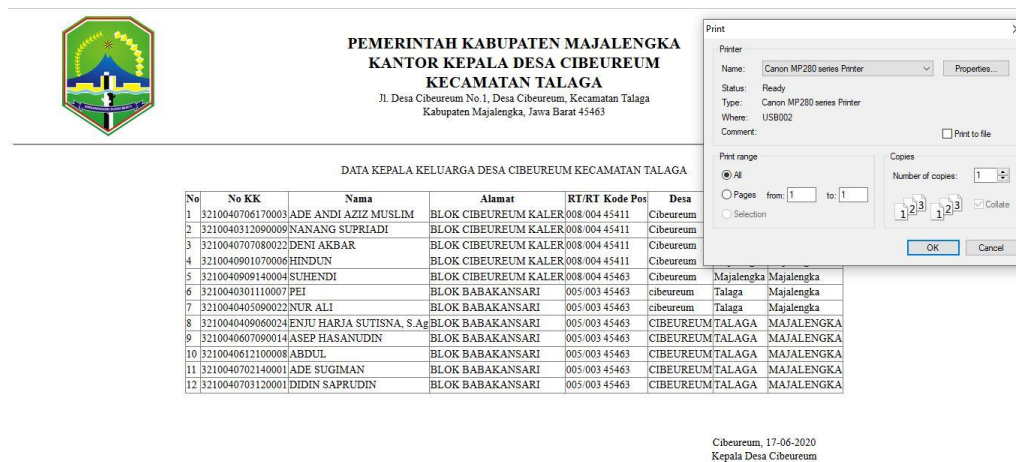 PEMERINTAH KABUPATEN MAJALENGKA
KANTOR KEPALA DESA CIBEUREUM
KECAMATAN TALAGA
Jl. Desa Cibeureum No.1, Desa Cibeureum, Kecamatan Talaga
Kabupaten Majalengka, Jawa Barat 45463
DATA KEPALA KELUARGA DESA CIBEUREUM KECAMATAN TALAGA
No No KK Nama Alamat RT/RT Kode Pos Desa
1 3210040706170003 ADE ANDI AZIZ MUSLIM BLOK CIBEUREUM KALER 008/004 45411 Cibeureum
2 3210040312090009 NANANG SUPRIADI BLOK CIBEUREUM KALER 008/004 45411 Cibeureum
3 3210040707080022 DENI AKBAR BLOK CIBEUREUM KALER 008/004 45411 Cibeureum
4 3210040901070006 HINDUN BLOK CIBEUREUM KALER 008/004 45411 Cibeureum
5 3210040909140004 SUHENDI BLOK CIBEUREUM KALER 008/004 45463 Cibeureum Majalengka Majalengka
6 3210040301110007 PEI BLOK BABAKANSARI 005/003 45463 cibeureum Talaga Majalengka
7 3210040405090022 NUR ALI BLOK BABAKANSARI 005/003 45463 cibeureum Talaga Majalengka
8 3210040409060024 ENJU HARJA SUTISNA, S.Ag BLOK BABAKANSARI 005/003 45463 CIBEUREUM TALAGA MAJALENGKA
9 3210040607090014 ASEP HASANUDIN BLOK BABAKANSARI 005/003 45463 CIBEUREUM TALAGA MAJALENGKA
10 3210040612100008 ABDUL BLOK BABAKANSARI 005/003 45463 CIBEUREUM TALAGA MAJALENGKA
11 3210040702140001 ADE SUGIMAN BLOK BABAKANSARI 005/003 45463 CIBEUREUM TALAGA MAJALENGKA
12 3210040703120001 DIDIN SAPRUDIN BLOK BABAKANSARI 005/003 45463 CIBEUREUM TALAGA MAJALENGKA
Cibeureum, 17-06-2020
Kepala Desa Cibeureum
Print
Printer
Name: Canon MP280 series Printer Properties...
Status: Ready
Type: Canon MP280 series Printer
Where: USB002
Comment: Print to file
Print range
All
Pages from: 1 to: 1
Selection
Copies
Number of copies: 1
1 2 3 1 2 3 Collate
OK Cancel